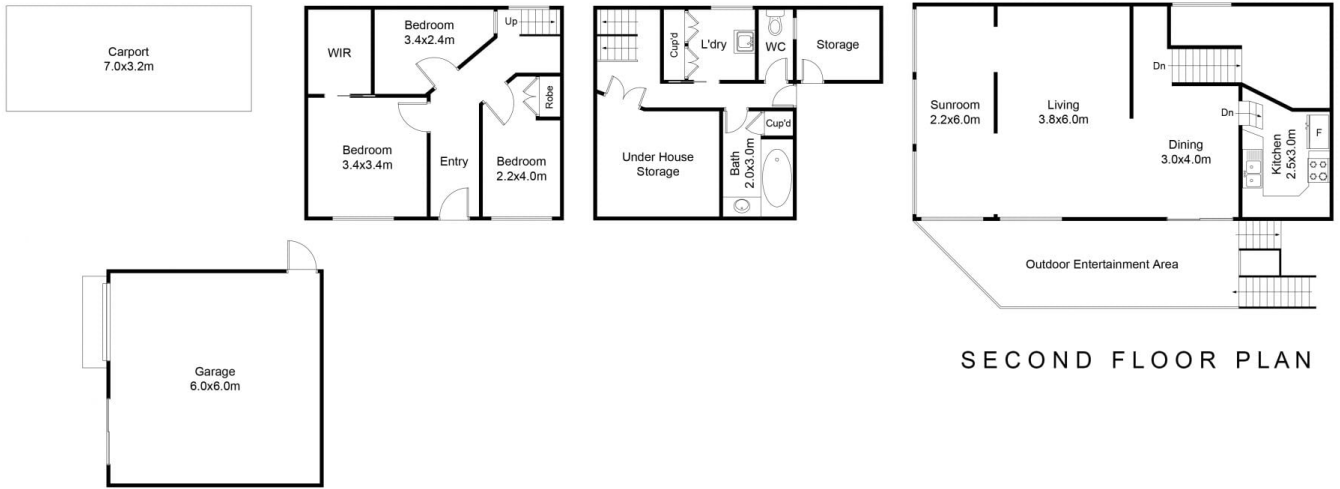 Carport
7.0x3.2m
WIR
Bedroom
3.4x2.4m
Up
Robe
Bedroom
3.4x3.4m
Entry
Bedroom
2.2x4.0m
Cup'd
L'dry
WC
Storage
Under House
Storage
Bath
2.0x3.0m
Cup'd
Sunroom
2.2x6.0m
Living
3.8x6.0m
Dn
Dn
Dining
3.0x4.0m
Kitchen
2.5x3.0m
F
Outdoor Entertainment Area
Garage
6.0x6.0m
SECOND FLOOR PLAN